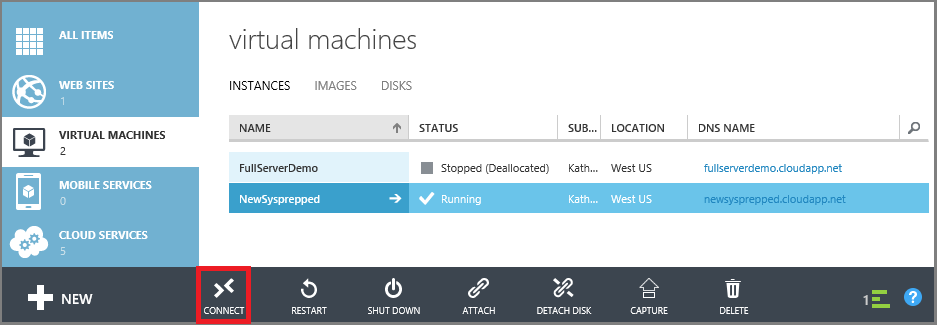 ALL ITEMS
WEB SITES
1
VIRTUAL MACHINES
2
MOBILE SERVICES
0
CLOUD SERVICES
5
virtual machines
INSTANCES IMAGES DISKS
NAME STATUS SUB... LOCATION DNS NAME
FullServerDemo Stopped (Deallocated) Kath... West US fullserverdemo.cloudapp.net
NewSysprepped Running Kath... West US newsysprepped.cloudapp.net
NEW
CONNECT RESTART SHUT DOWN ATTACH DETACH DISK CAPTURE DELETE
1 ?